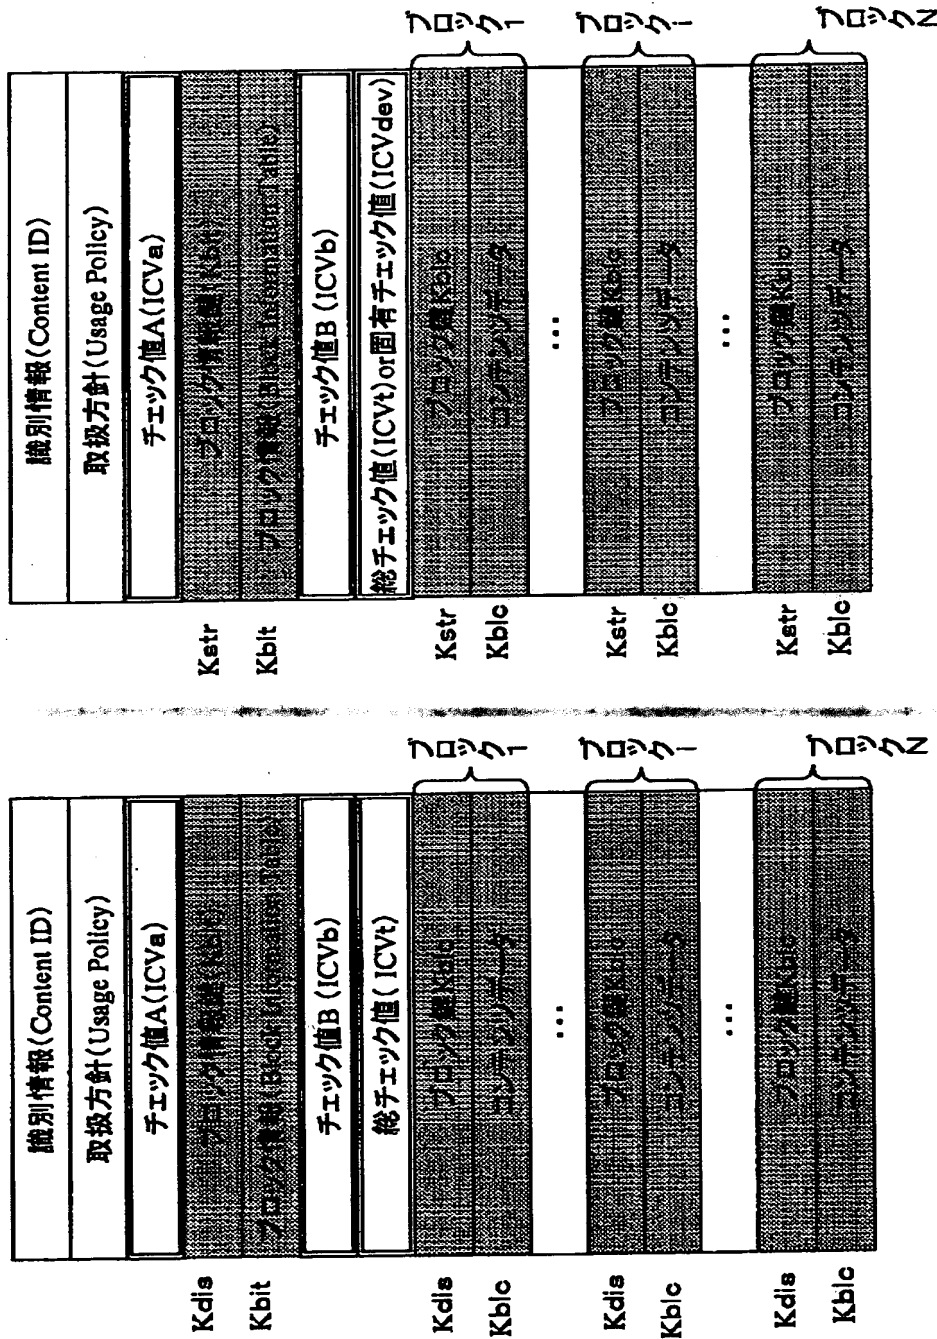 識別情報(Content ID)
取扱方針(Usage Policy)
チェック値A(ICVa)
Kdis
ブロック情報鍵(Kbit)
Kbit
ブロック情報(Block Information Table)
チェック値B (ICVb)
総チェック値(ICVt)
Kdis
ブロック鍵Kblc
Kblc
コンテンツデータ
ブロック1
...
Kdis
ブロック鍵Kblc
Kblc
コンテンツデータ
ブロックi
...
Kdis
ブロック鍵Kblc
Kblc
コンテンツデータ
ブロックN
識別情報(Content ID)
取扱方針(Usage Policy)
チェック値A(ICVa)
Kstr
ブロック情報鍵(Kbit)
Kbit
ブロック情報(Block Information Table)
チェック値B (ICVb)
総チェック値(ICVt)or固有チェック値(ICVdev)
Kstr
ブロック鍵Kblc
Kblc
コンテンツデータ
ブロック1
...
Kstr
ブロック鍵Kblc
Kblc
コンテンツデータ
ブロックi
...
Kstr
ブロック鍵Kblc
Kblc
コンテンツデータ
ブロックN